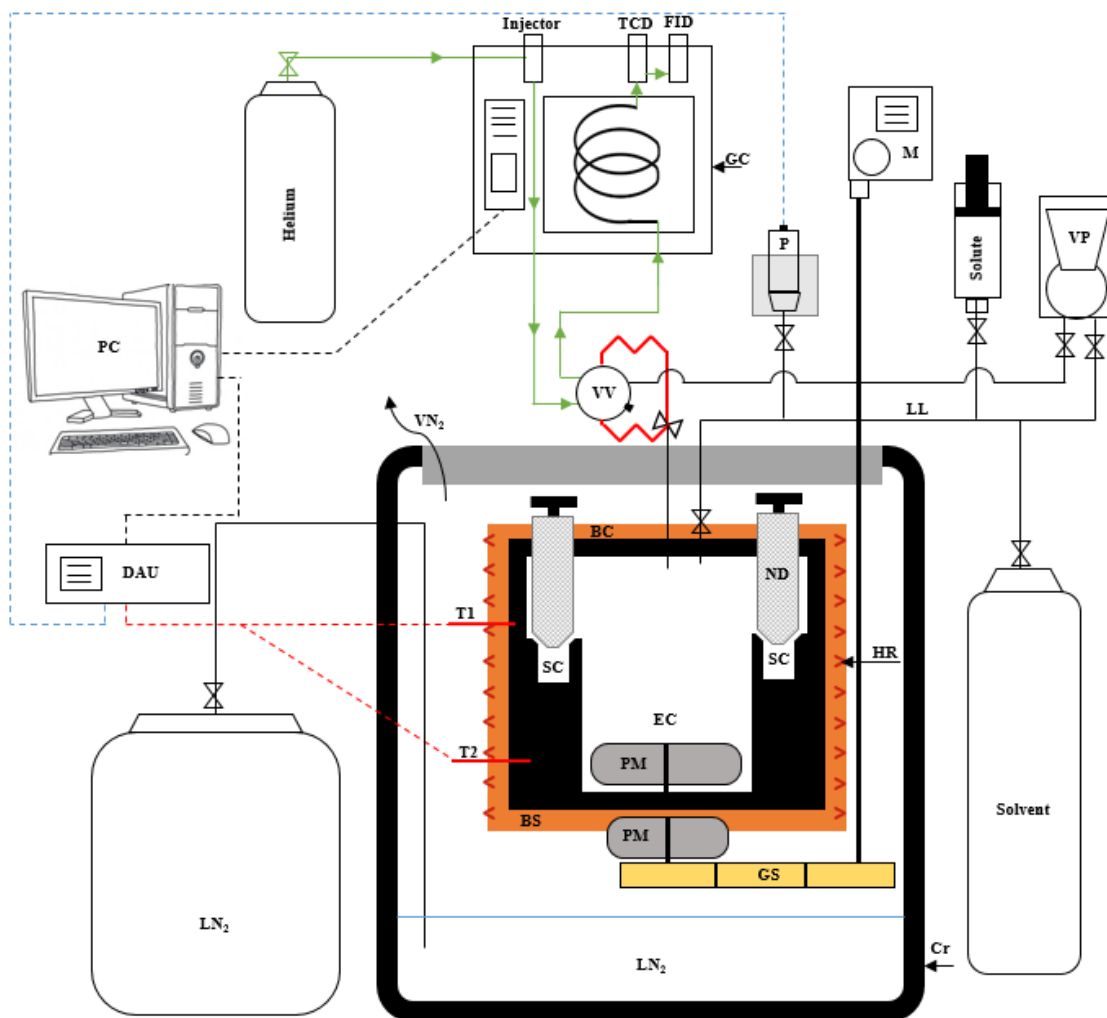 Injector
TCD
FID
Helium
GC
M
P
Solute
VP
PC
VV
VN₂
LL
DAU
BC
ND
T1
SC
SC
HR
EC
T2
PM
BS
PM
GS
Solvent
LN₂
LN₂
Cr